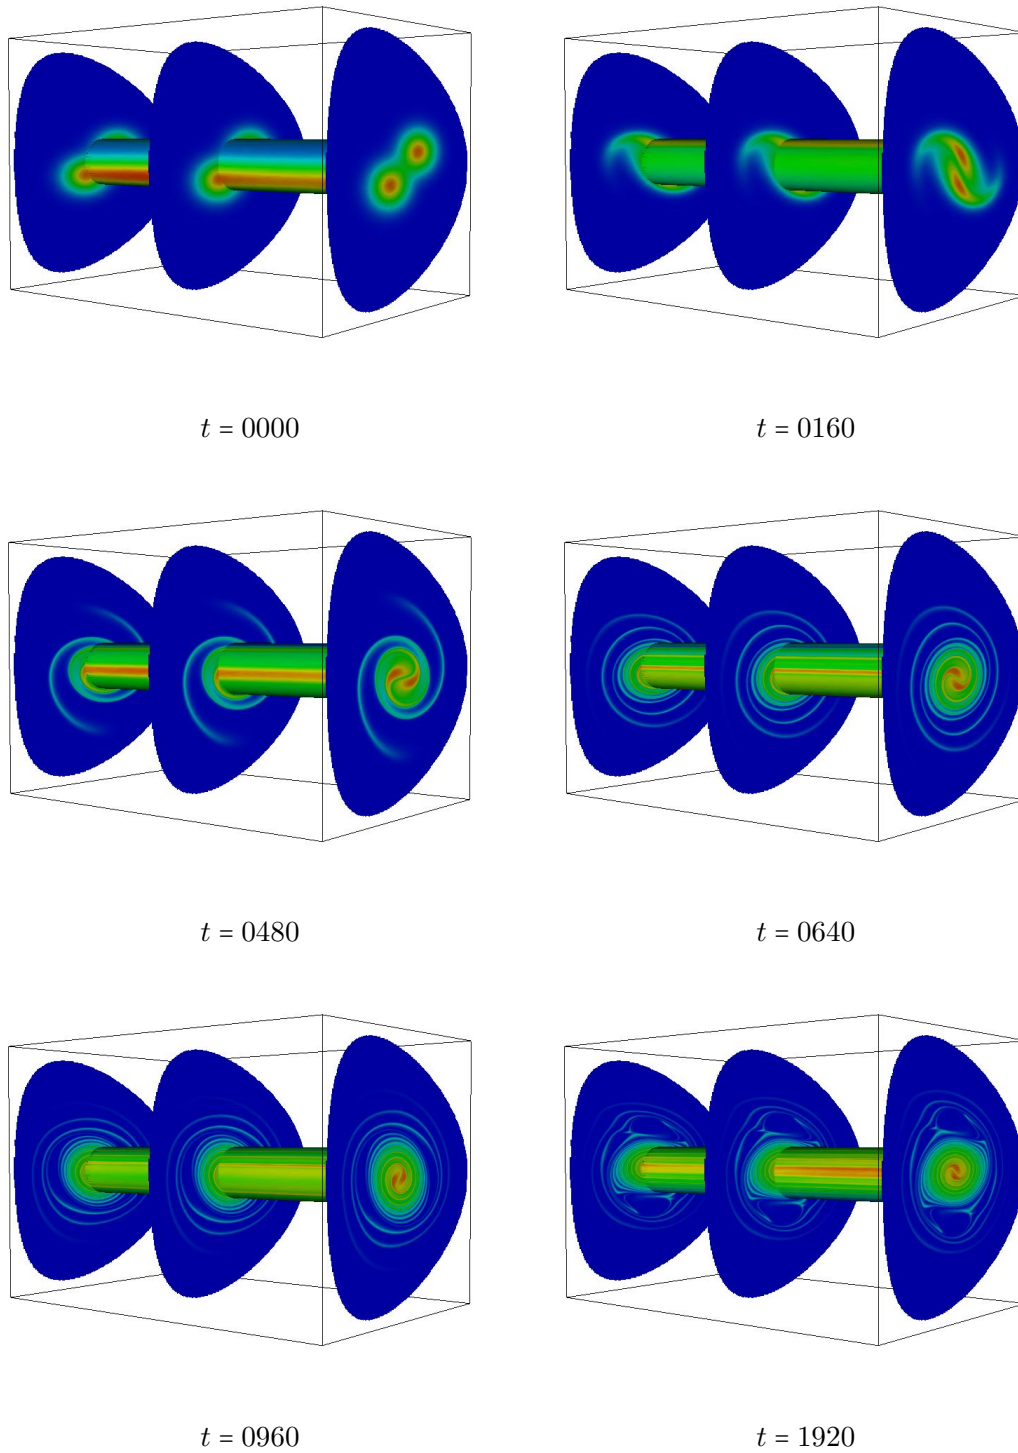 t = 0000
t = 0160
t = 0480
t = 0640
t = 0960
t = 1920